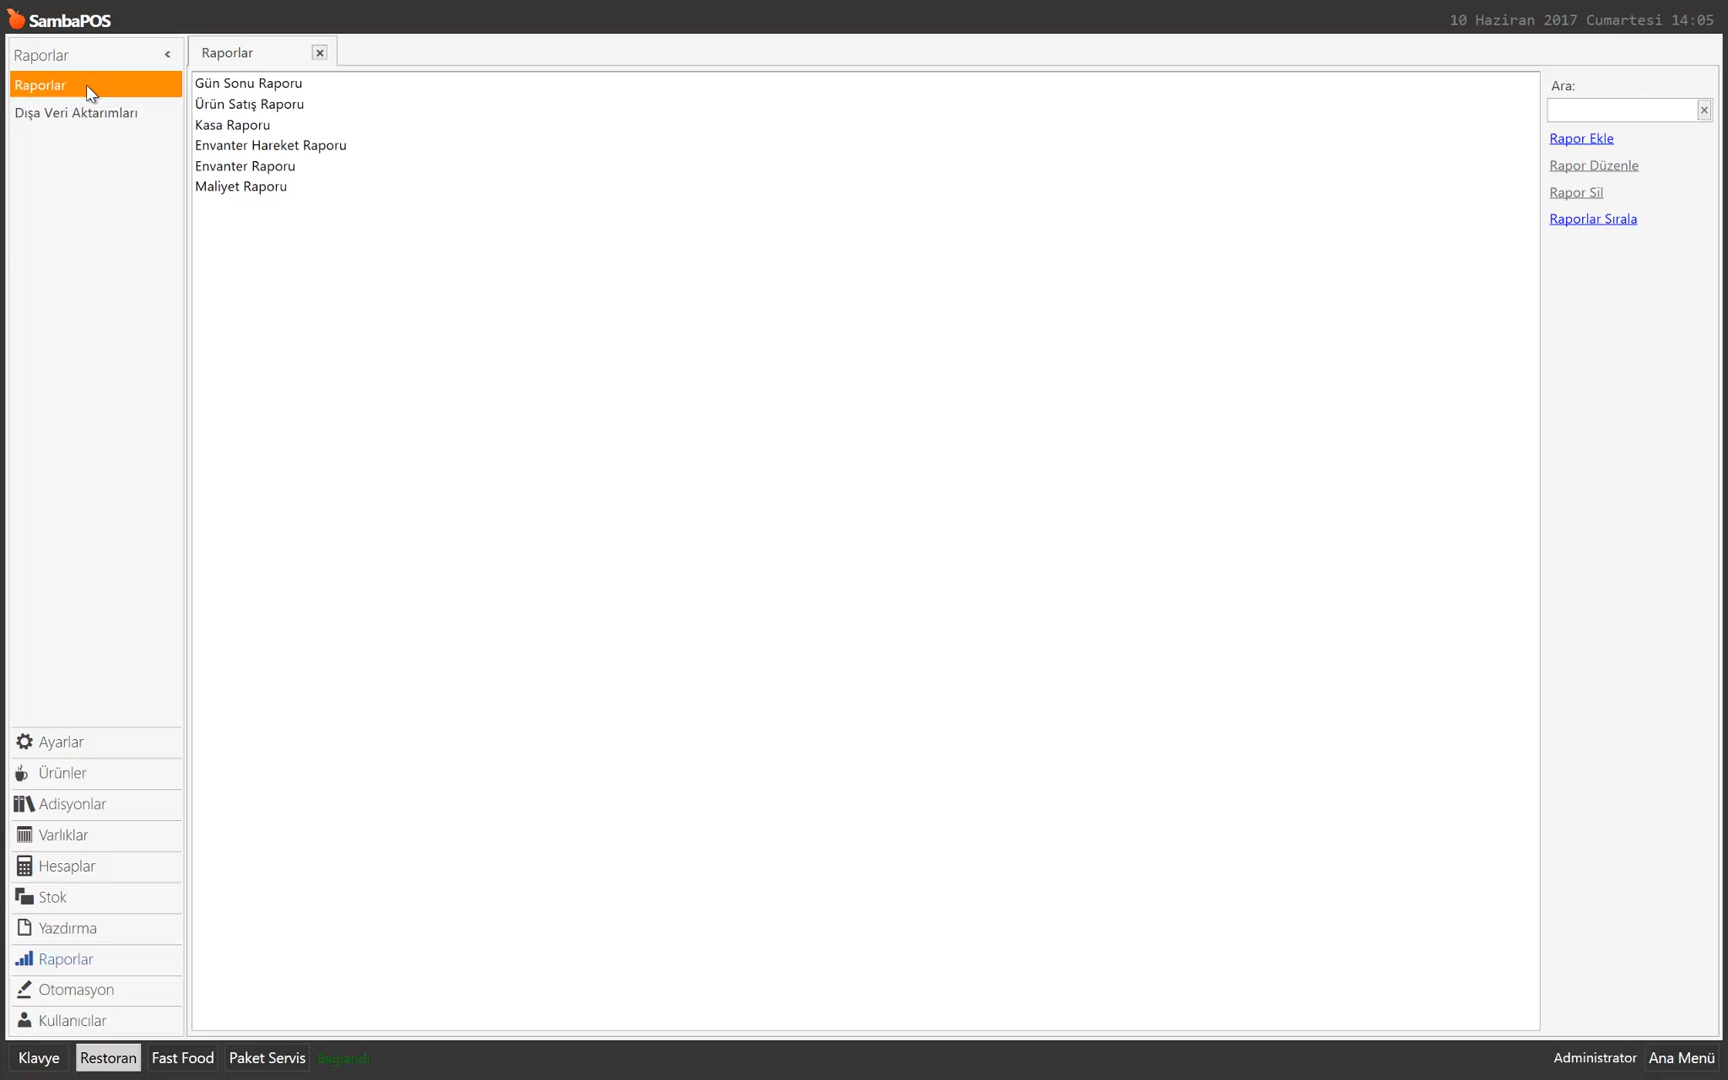 SambaPOS
10 Haziran 2017 Cumartesi 14:05
Raporlar
Raporlar
Dışa Veri Aktarımları
Raporlar
Gün Sonu Raporu
Ürün Satış Raporu
Kasa Raporu
Envanter Hareket Raporu
Envanter Raporu
Maliyet Raporu
Ara:
Rapor Ekle
Rapor Düzenle
Rapor Sil
Raporlar Sırala
Ayarlar
Ürünler
Adisyonlar
Varlıklar
Hesaplar
Stok
Yazdırma
Raporlar
Otomasyon
Kullanıcılar
Klavye Restoran Fast Food Paket Servis Bağlandı Administrator Ana Menü